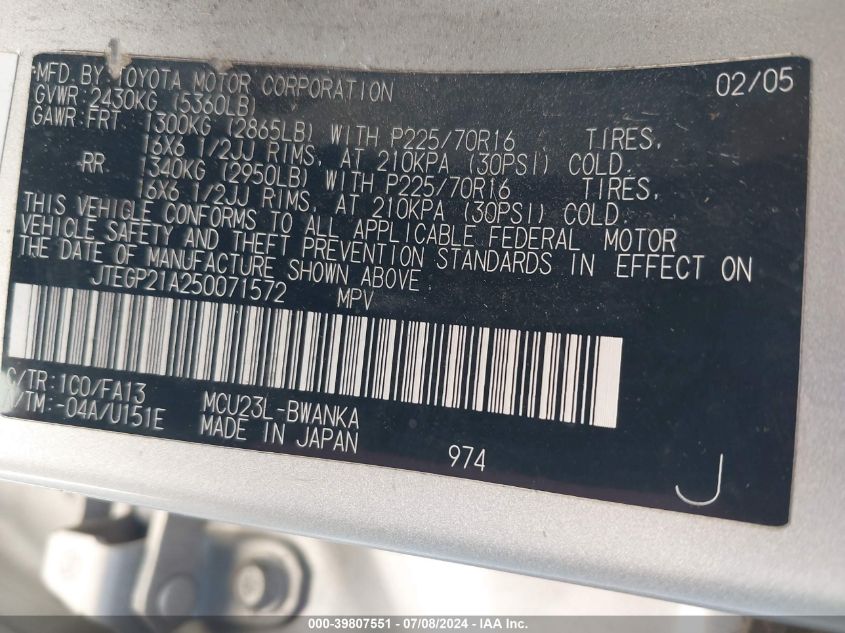 MFD. BY: TOYOTA MOTOR CORPORATION 02/05
GVWR: 2430KG (5360LB)
GAWR: FRT 1300KG (2865LB) WITH P225/70R16 TIRES,
16X6 1/2JJ RIMS, AT 210KPA (30PSI) COLD.
RR 1340KG (2950LB) WITH P225/70R16 TIRES,
16X6 1/2JJ RIMS, AT 210KPA (30PSI) COLD.
THIS VEHICLE CONFORMS TO ALL APPLICABLE FEDERAL MOTOR
VEHICLE SAFETY AND THEFT PREVENTION STANDARDS IN EFFECT ON
THE DATE OF MANUFACTURE SHOWN ABOVE.
JTEGP21A250071572 MPV
C/TR:1C0/FA13 MCU23L-BWANKA
/TM:-04A/U151E MADE IN JAPAN
974
J
000-39807551 - 07/08/2024 - IAA Inc.